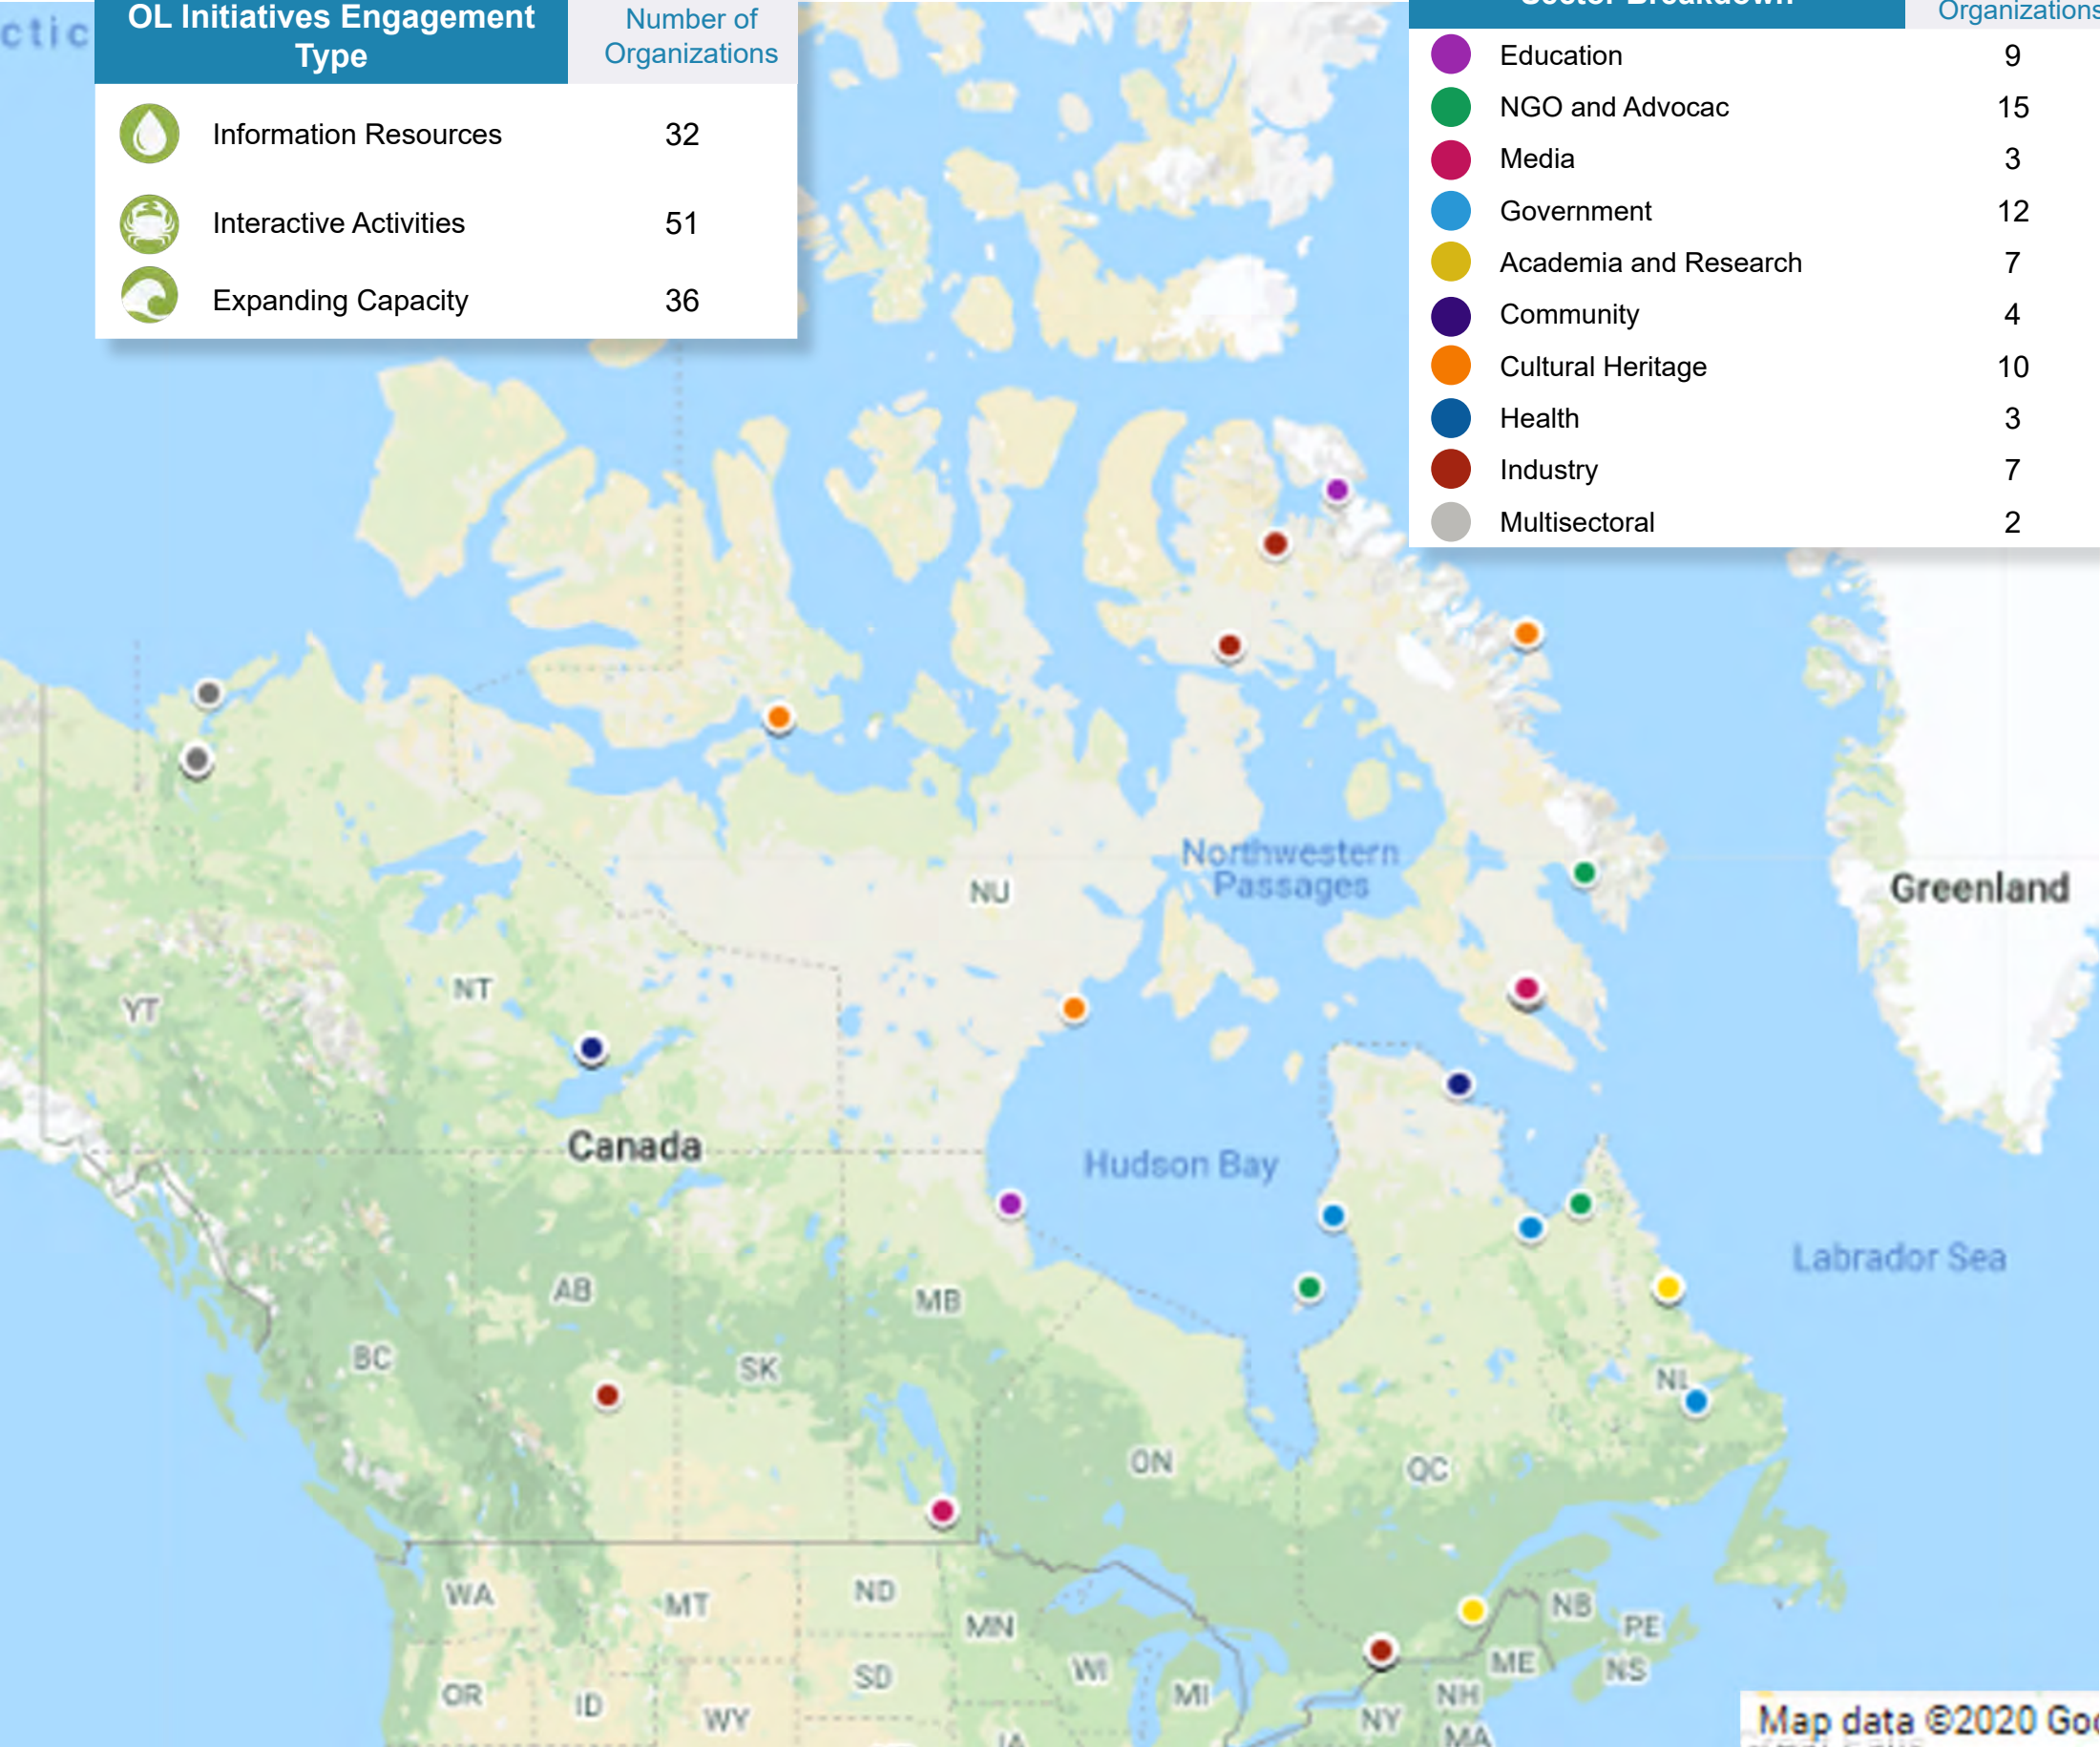 ctic
OL Initiatives Engagement
Type
Number of
Organizations
Information Resources 32
Interactive Activities 51
Expanding Capacity 36
Sector Breakdown
Organizations
Education 9
NGO and Advocac 15
Media 3
Government 12
Academia and Research 7
Community 4
Cultural Heritage 10
Health 3
Industry 7
Multisectoral 2
Northwestern
Passages
NU
Greenland
NT
YT
Canada
Hudson Bay
Labrador Sea
AB
MB
BC
SK
NL
ON
QC
WA
MT
ND
MN
NB
PE
OR
ID
SD
WI
MI
ME
NS
WY
NH
NY
MA
IA
Map data ©2020 Goo